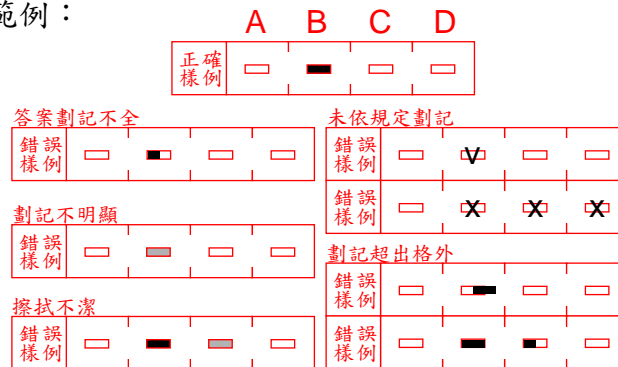 範例：
A B C D
正確樣例
答案劃記不全
錯誤樣例
劃記不明顯
錯誤樣例
擦拭不潔
錯誤樣例
未依規定劃記
錯誤樣例
V
錯誤樣例
X X X
劃記超出格外
錯誤樣例
錯誤樣例